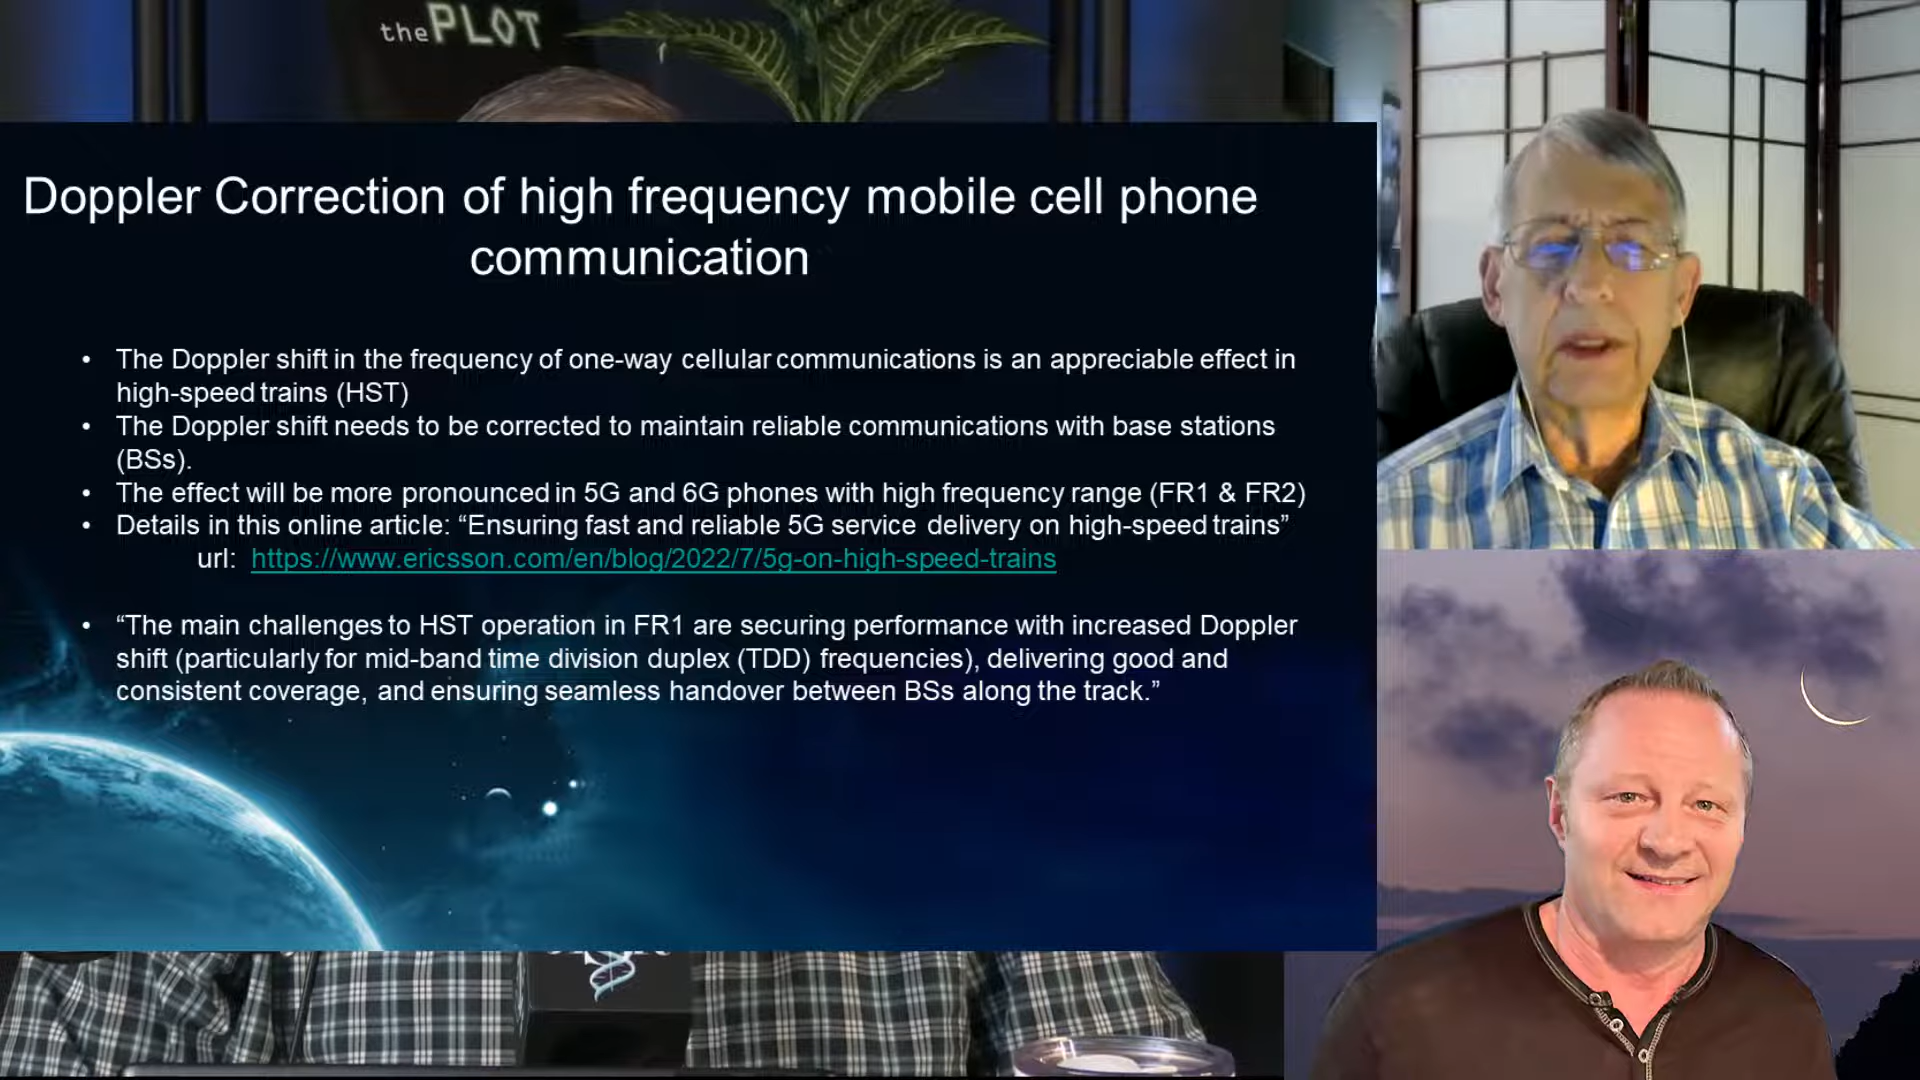 thePLOT
Doppler Correction of high frequency mobile cell phone
communication
• The Doppler shift in the frequency of one-way cellular communications is an appreciable effect in
high-speed trains (HST)
• The Doppler shift needs to be corrected to maintain reliable communications with base stations
(BSs).
• The effect will be more pronounced in 5G and 6G phones with high frequency range (FR1 & FR2)
• Details in this online article: “Ensuring fast and reliable 5G service delivery on high-speed trains”
url: https://www.ericsson.com/en/blog/2022/7/5g-on-high-speed-trains
• “The main challenges to HST operation in FR1 are securing performance with increased Doppler
shift (particularly for mid-band time division duplex (TDD) frequencies), delivering good and
consistent coverage, and ensuring seamless handover between BSs along the track.”